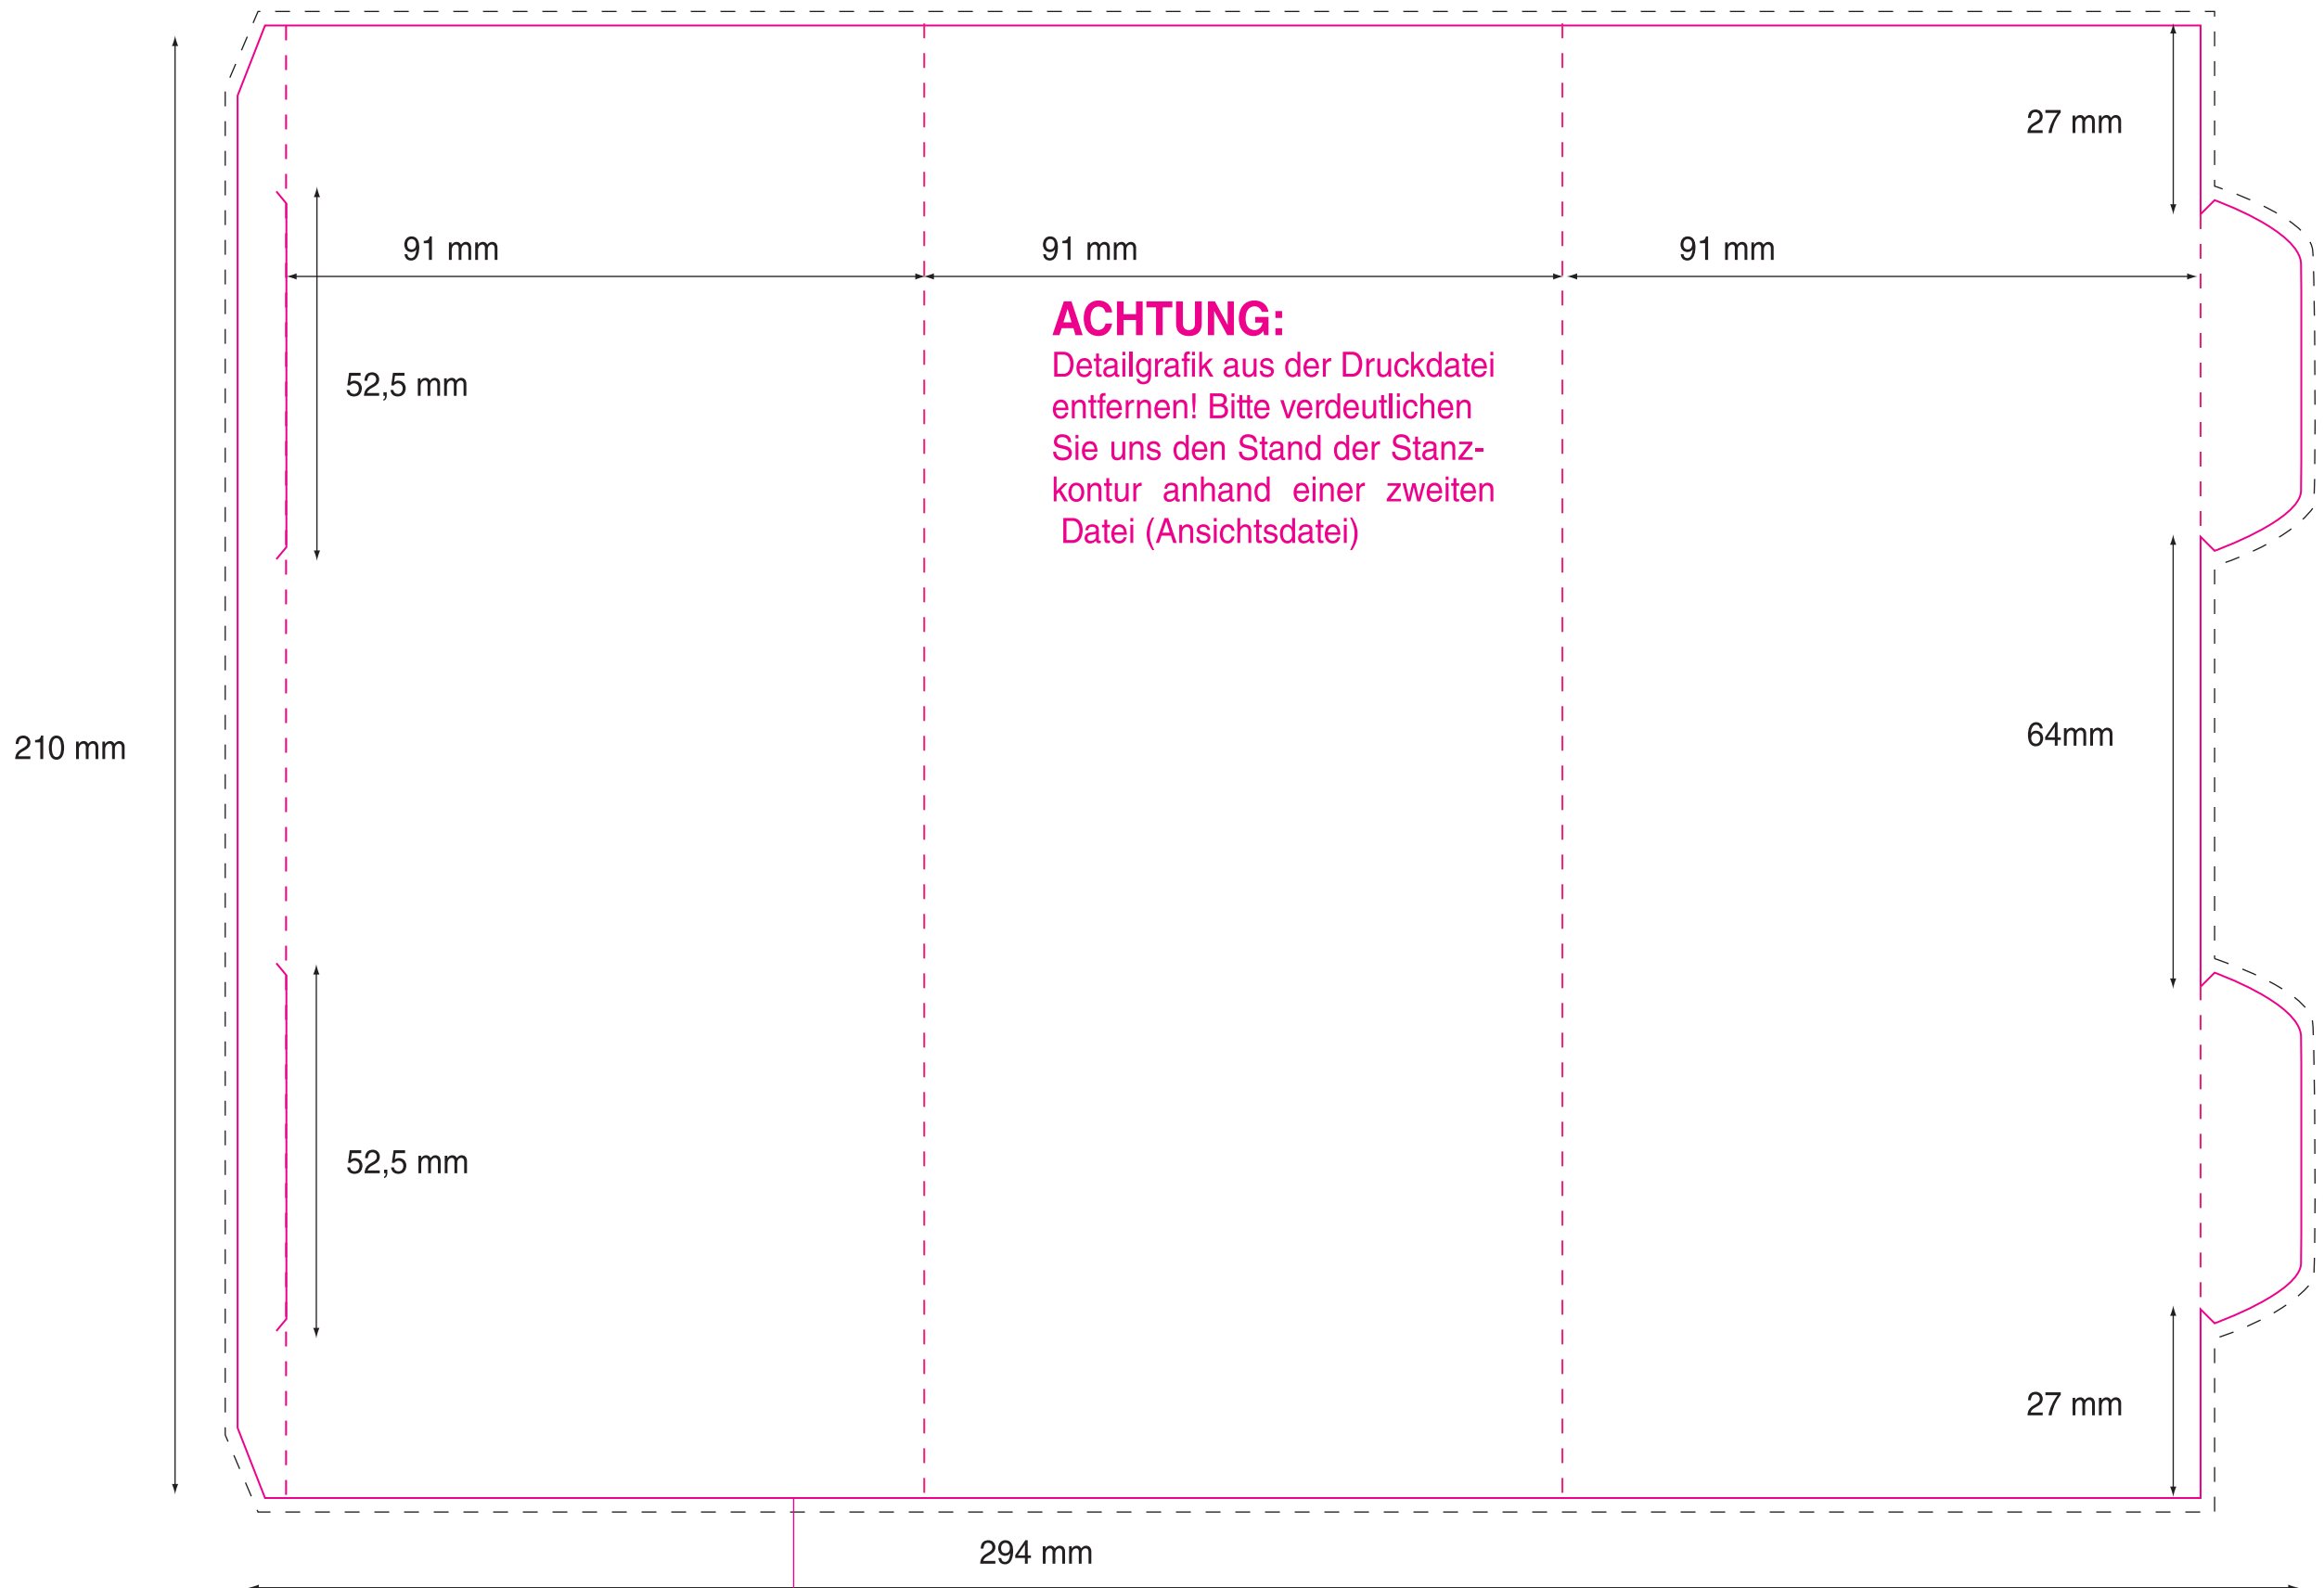 27 mm
91 mm
91 mm
91 mm
ACHTUNG:
Detailgrafik aus der Druckdatei
entfernen! Bitte verdeutlichen
Sie uns den Stand der Stanz-
kontur anhand einer zweiten
Datei (Ansichtsdatei)
52,5 mm
210 mm
64mm
52,5 mm
27 mm
294 mm